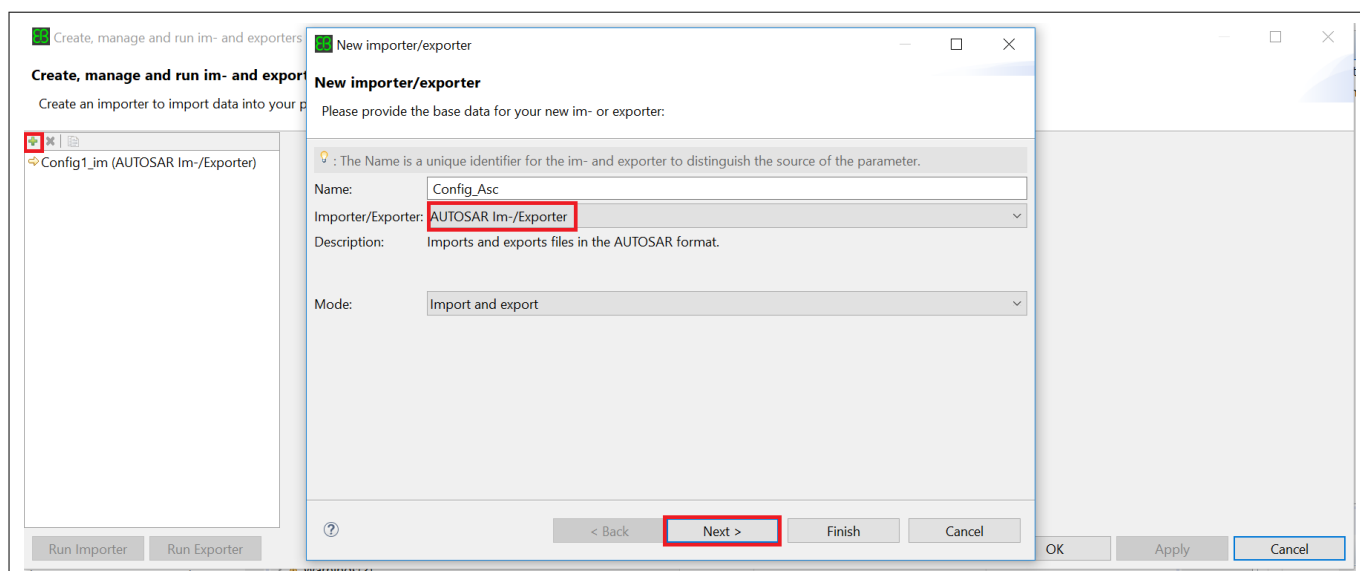 Create, manage and run im- and exporters
Create, manage and run im- and export
Create an importer to import data into your p
Config1_im (AUTOSAR Im-/Exporter)
Run Importer
Run Exporter
New importer/exporter
New importer/exporter
Please provide the base data for your new im- or exporter:
: The Name is a unique identifier for the im- and exporter to distinguish the source of the parameter.
Name: Config_Asc
Importer/Exporter: AUTOSAR Im-/Exporter
Description: Imports and exports files in the AUTOSAR format.
Mode: Import and export
< Back Next > Finish Cancel
OK Apply Cancel